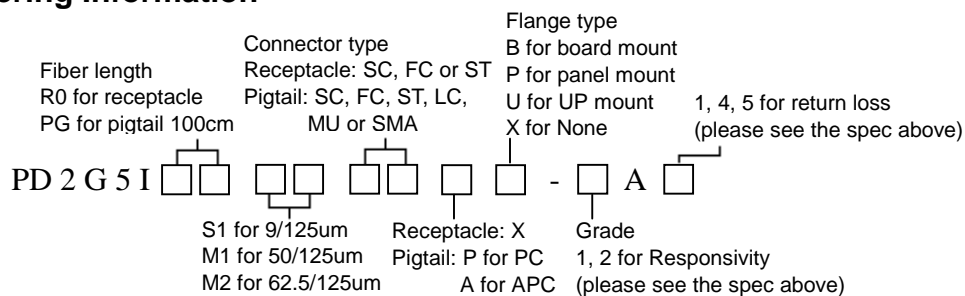 Flange type
B for board mount
P for panel mount
U for UP mount
X for None
Connector type
Receptacle: SC, FC or ST
Pigtail: SC, FC, ST, LC,
MU or SMA
Fiber length
R0 for receptacle
PG for pigtail 100cm
1, 4, 5 for return loss
(please see the spec above)
PD 2 G 5 I - A
S1 for 9/125um
M1 for 50/125um
M2 for 62.5/125um
Receptacle: X
Pigtail: P for PC
A for APC
Grade
1, 2 for Responsivity
(please see the spec above)